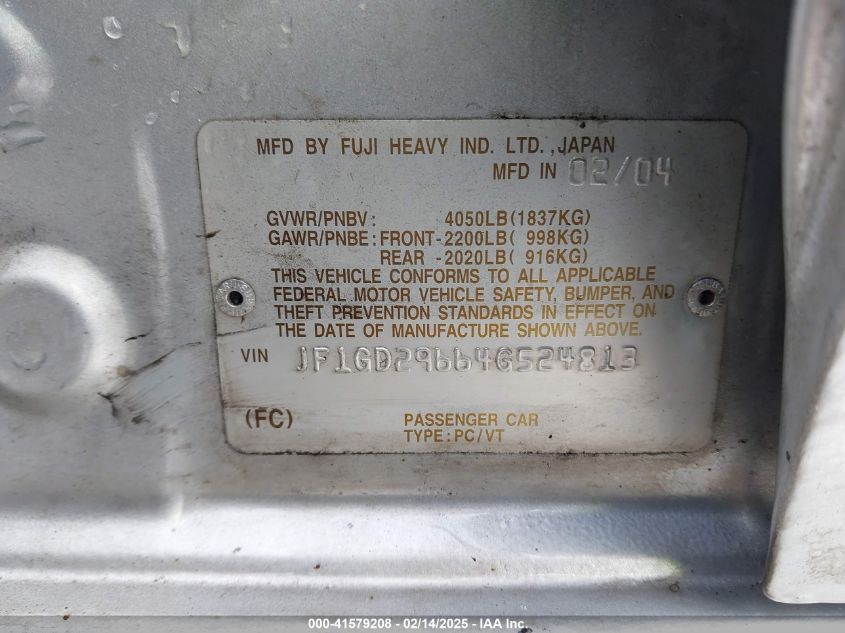 MFD BY FUJI HEAVY IND. LTD.,JAPAN
MFD IN 02/04
GVWR/PNBV: 4050LB(1837KG)
GAWR/PNBE: FRONT-2200LB( 998KG)
REAR -2020LB( 916KG)
THIS VEHICLE CONFORMS TO ALL APPLICABLE
FEDERAL MOTOR VEHICLE SAFETY, BUMPER, AND
THEFT PREVENTION STANDARDS IN EFFECT ON
THE DATE OF MANUFACTURE SHOWN ABOVE.
VIN JF1GD29664G524813
(FC) PASSENGER CAR
TYPE:PC/VT
000-41579208 - 02/14/2025 - IAAI.COM